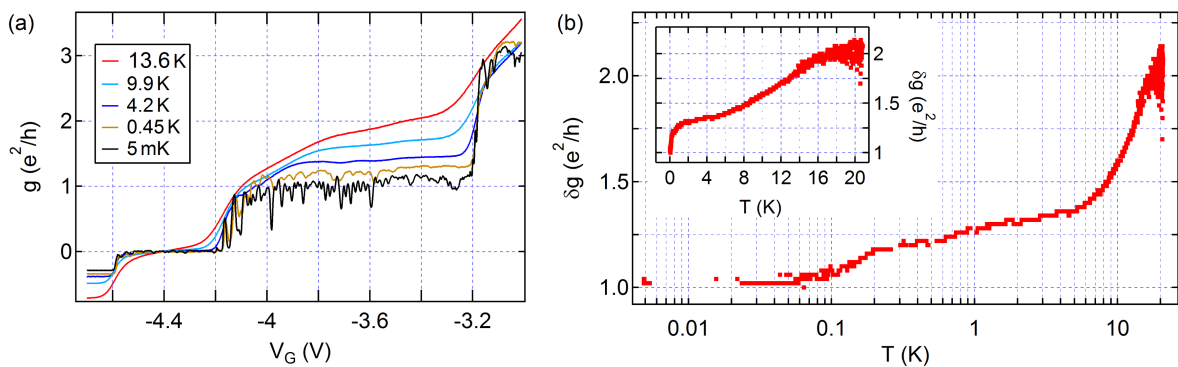 (a)
g (e²/h)
3
2
1
0
13.6 K
9.9 K
4.2 K
0.45 K
5 mK
-4.4
-4
-3.6
-3.2
V_G (V)
(b)
δg (e²/h)
2.0
1.5
1.0
0.01
0.1
1
10
T (K)
2
1.5
1
δg (e²/h)
0
4
8
12
16
20
T (K)